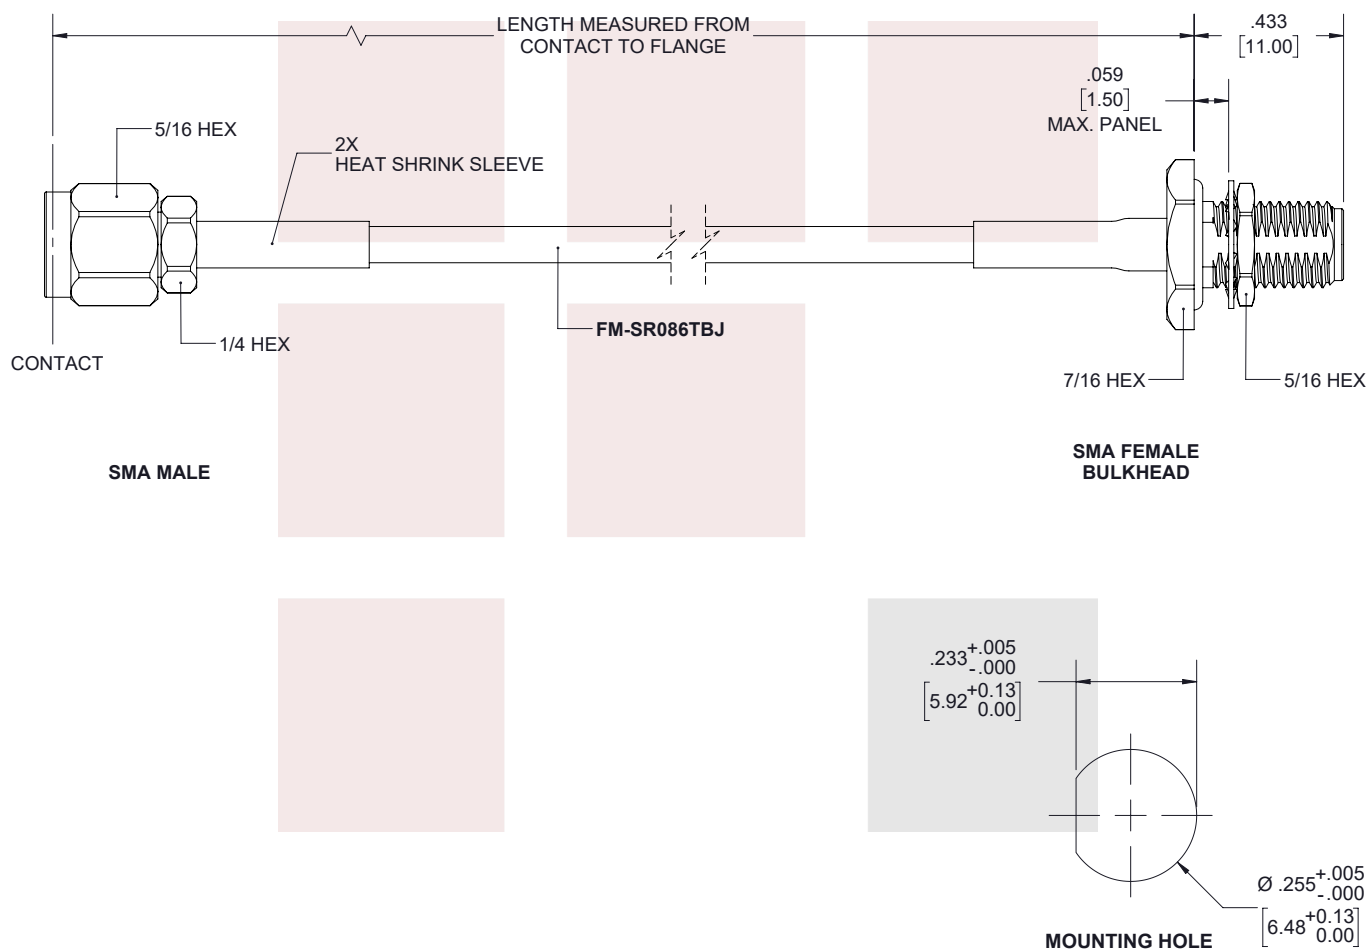 LENGTH MEASURED FROM
CONTACT TO FLANGE
.433
[11.00]
.059
[1.50]
MAX. PANEL
5/16 HEX
2X
HEAT SHRINK SLEEVE
FM-SR086TBJ
1/4 HEX
CONTACT
7/16 HEX
5/16 HEX
SMA MALE
SMA FEMALE
BULKHEAD
.233 +.005
-.000
[5.92 +0.13
0.00]
Ø .255 +.005
-.000
[6.48 +0.13
0.00]
MOUNTING HOLE